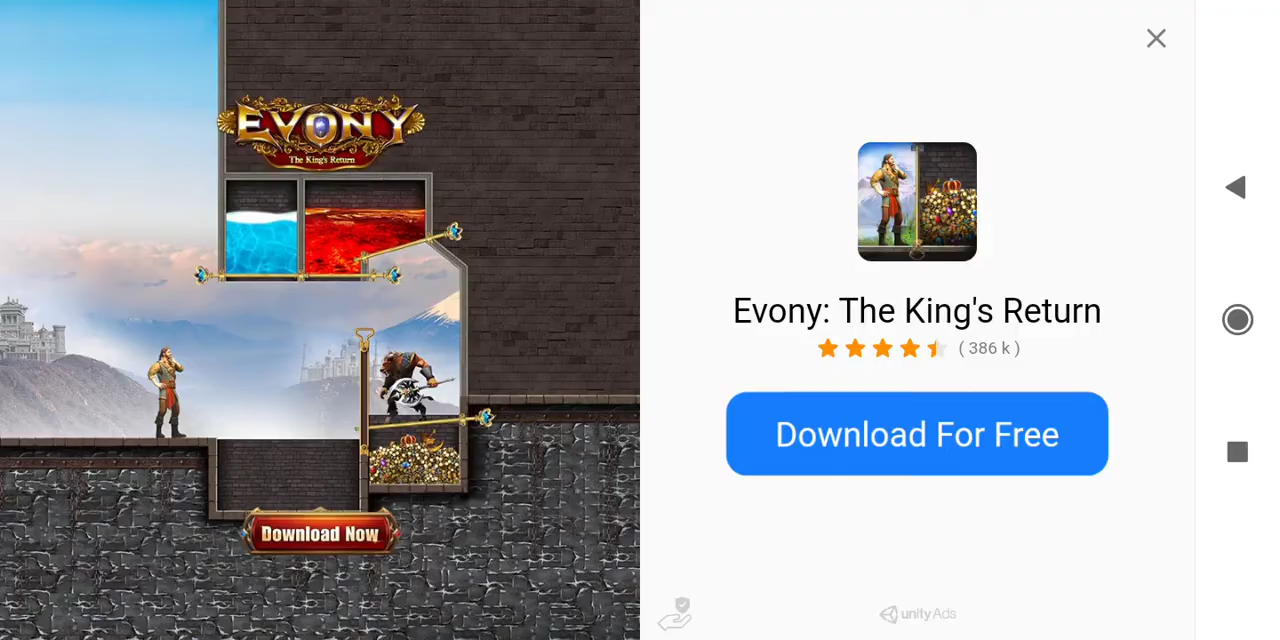 EVONY
The King's Return
Download Now
Evony: The King's Return
( 386 k )
Download For Free
unityAds